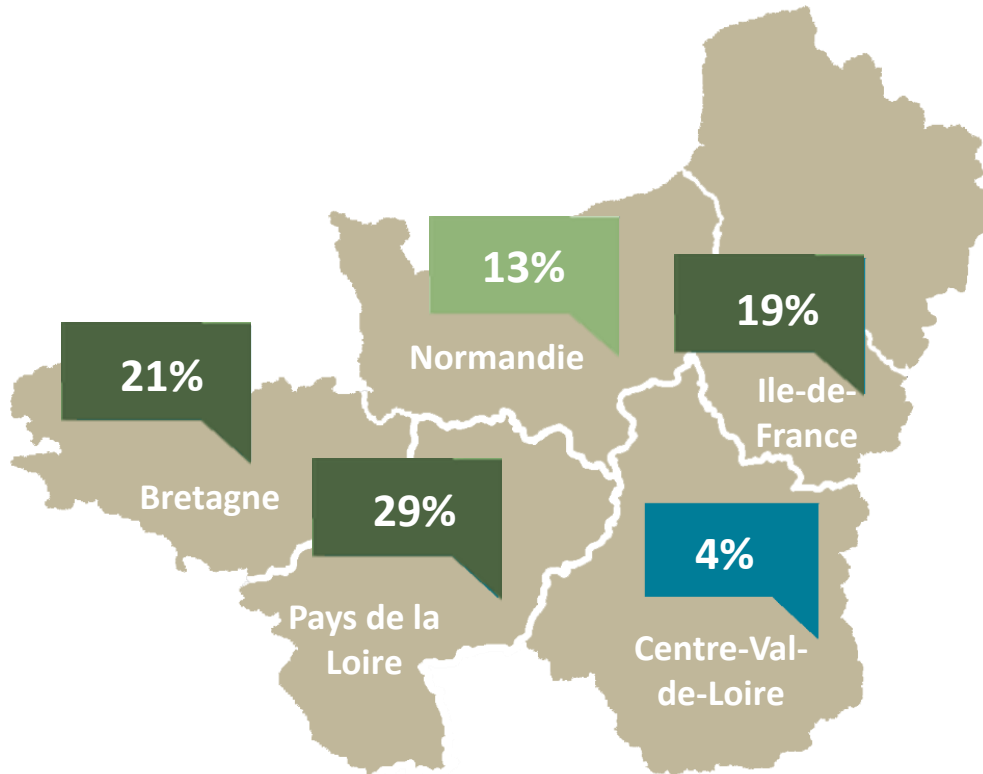 13%
Normandie
19%
Ile-de-
France
21%
Bretagne
29%
Pays de la
Loire
4%
Centre-Val-
de-Loire